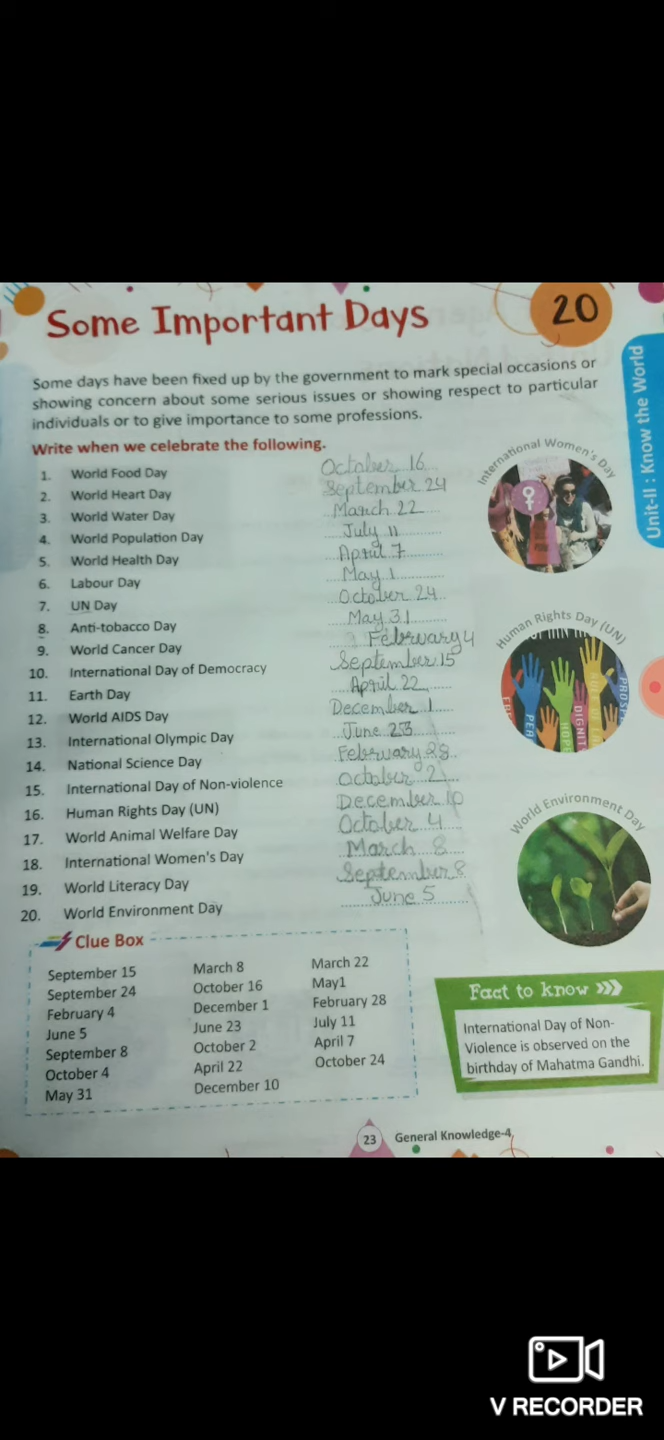 Some Important Days
20
Some days have been fixed up by the government to mark special occasions or
showing concern about some serious issues or showing respect to particular
individuals or to give importance to some professions.
Write when we celebrate the following.
1. World Food Day October 16
2. World Heart Day September 24
3. World Water Day March 22
4. World Population Day July 11
5. World Health Day April 7
6. Labour Day May 1
7. UN Day October 24
8. Anti-tobacco Day May 31
9. World Cancer Day February 4
10. International Day of Democracy September 15
11. Earth Day April 22
12. World AIDS Day December 1
13. International Olympic Day June 23
14. National Science Day February 28
15. International Day of Non-violence October 2
16. Human Rights Day (UN) December 10
17. World Animal Welfare Day October 4
18. International Women's Day March 8
19. World Literacy Day September 8
20. World Environment Day June 5
Unit-II : Know the World
International Women's Day
Human Rights Day (UN)
HOPE
DIGNIT
World Environment Day
Clue Box
September 15 March 8 March 22
September 24 October 16 May1
February 4 December 1 February 28
June 5 June 23 July 11
September 8 October 2 April 7
October 4 April 22 October 24
May 31 December 10
Fact to know
International Day of Non-
Violence is observed on the
birthday of Mahatma Gandhi.
23 General Knowledge-4
V RECORDER